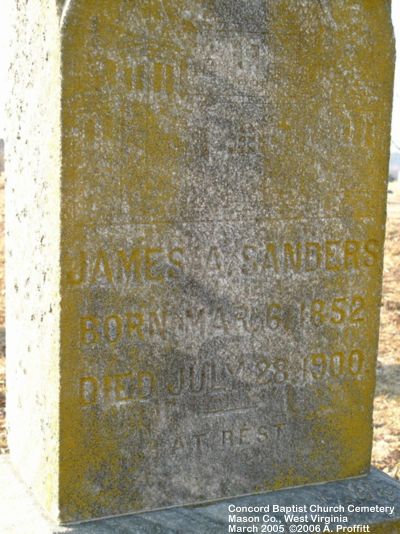 JAMES A. SANDERS
BORN MAR. 6, 1852
DIED JULY 28, 1900.
AT REST
Concord Baptist Church Cemetery
Mason Co., West Virginia
March 2005 ©2006 A. Proffitt